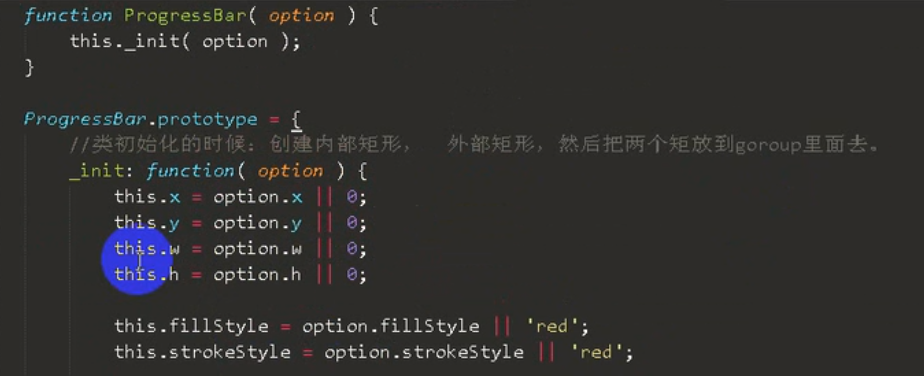 function ProgressBar( option ) {
this._init( option );
}
ProgressBar.prototype = {
//类初始化的时候：创建内部矩形， 外部矩形，然后把两个矩放到goroup里面去。
_init: function( option ) {
this.x = option.x || 0;
this.y = option.y || 0;
this.w = option.w || 0;
this.h = option.h || 0;
this.fillStyle = option.fillStyle || 'red';
this.strokeStyle = option.strokeStyle || 'red';